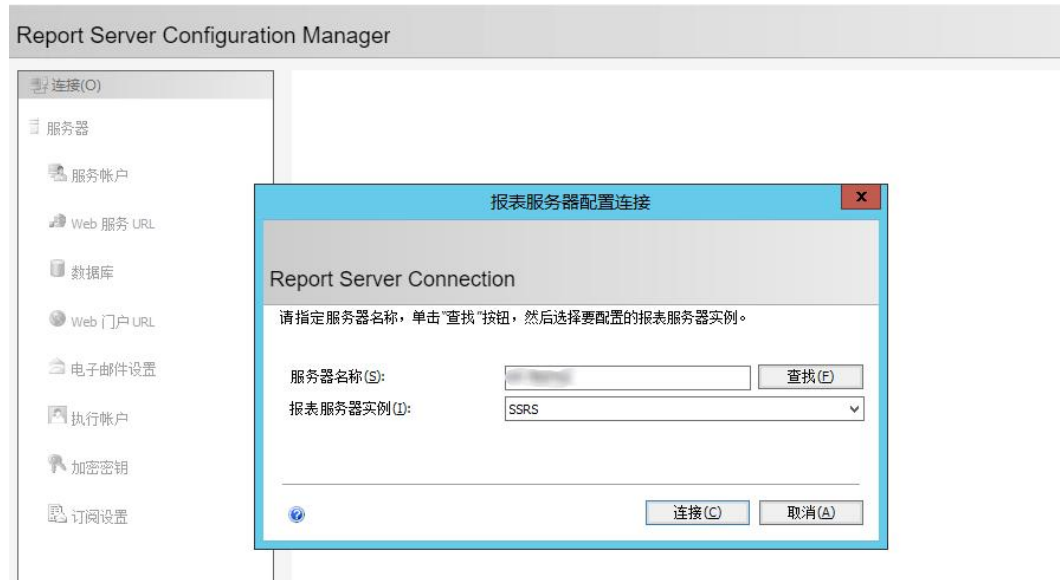 Report Server Configuration Manager
连接(O)
服务器
服务帐户
Web 服务 URL
数据库
Web 门户 URL
电子邮件设置
执行帐户
加密密钥
订阅设置
报表服务器配置连接
x
Report Server Connection
请指定服务器名称，单击"查找"按钮，然后选择要配置的报表服务器实例。
服务器名称(S):
查找(F)
报表服务器实例(I):
SSRS
连接(C)
取消(A)